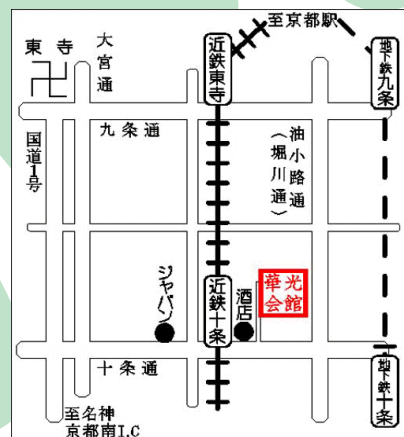 至京都駅
東寺
大宮通
近鉄東寺
地下鉄九条
九条通
国道1号
油小路通
(堀川通)
ジャパン
近鉄十条
酒店
華光
会館
十条通
地下鉄十条
至名神
京都南I.C